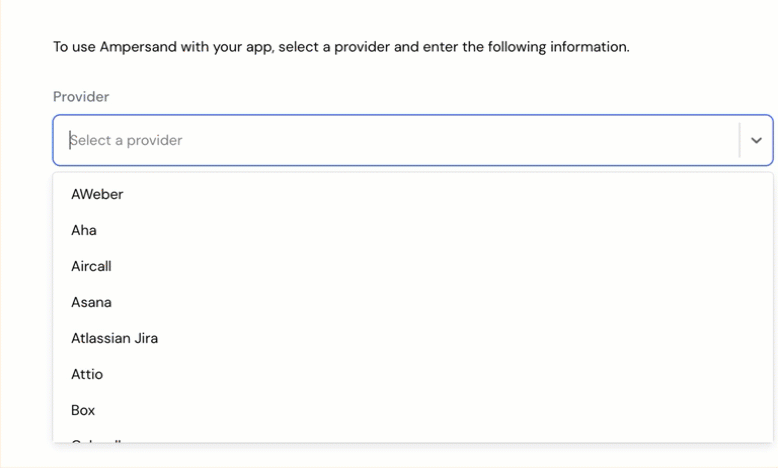 To use Ampersand with your app, select a provider and enter the following information.
Provider
Select a provider
AWeber
Aha
Aircall
Asana
Atlassian Jira
Attio
Box